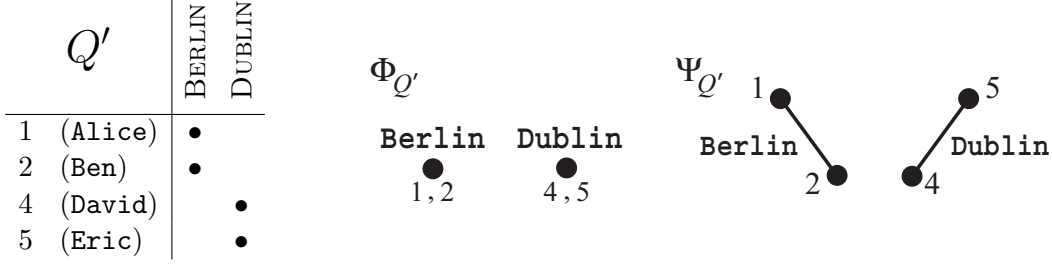 Q′ BERLIN DUBLIN
1 (Alice) •
2 (Ben) •
4 (David) •
5 (Eric) •
Φ_Q′
Berlin Dublin
1 , 2 4 , 5
Ψ_Q′
1 5
Berlin Dublin
2 4